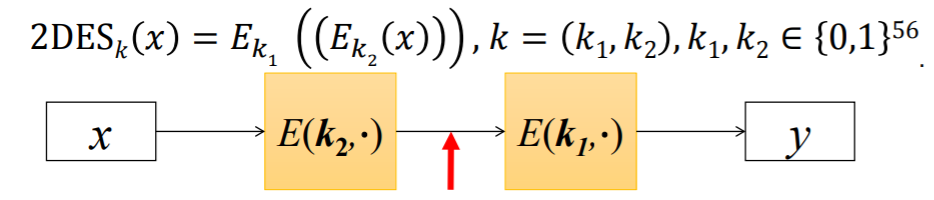 2DES_k(x) = E_{k_1} ((E_{k_2}(x))), k = (k_1, k_2), k_1, k_2 ∈ {0,1}^{56}.
x E(k_2,·) E(k_1,·) y